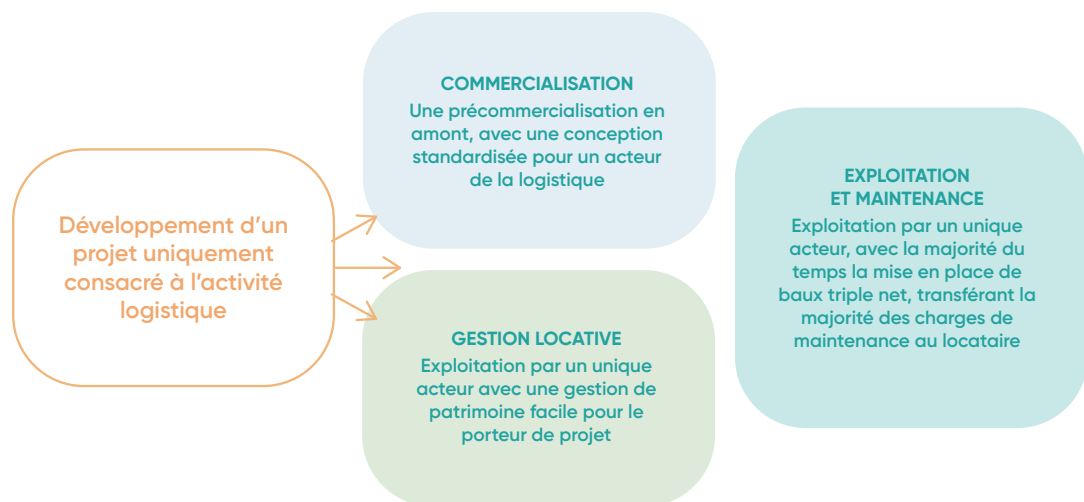 Développement d’un
projet uniquement
consacré à l’activité
logistique
COMMERCIALISATION
Une précommercialisation en
amont, avec une conception
standardisée pour un acteur
de la logistique
GESTION LOCATIVE
Exploitation par un unique
acteur avec une gestion de
patrimoine facile pour le
porteur de projet
EXPLOITATION
ET MAINTENANCE
Exploitation par un unique
acteur, avec la majorité du
temps la mise en place de
baux triple net, transférant la
majorité des charges de
maintenance au locataire